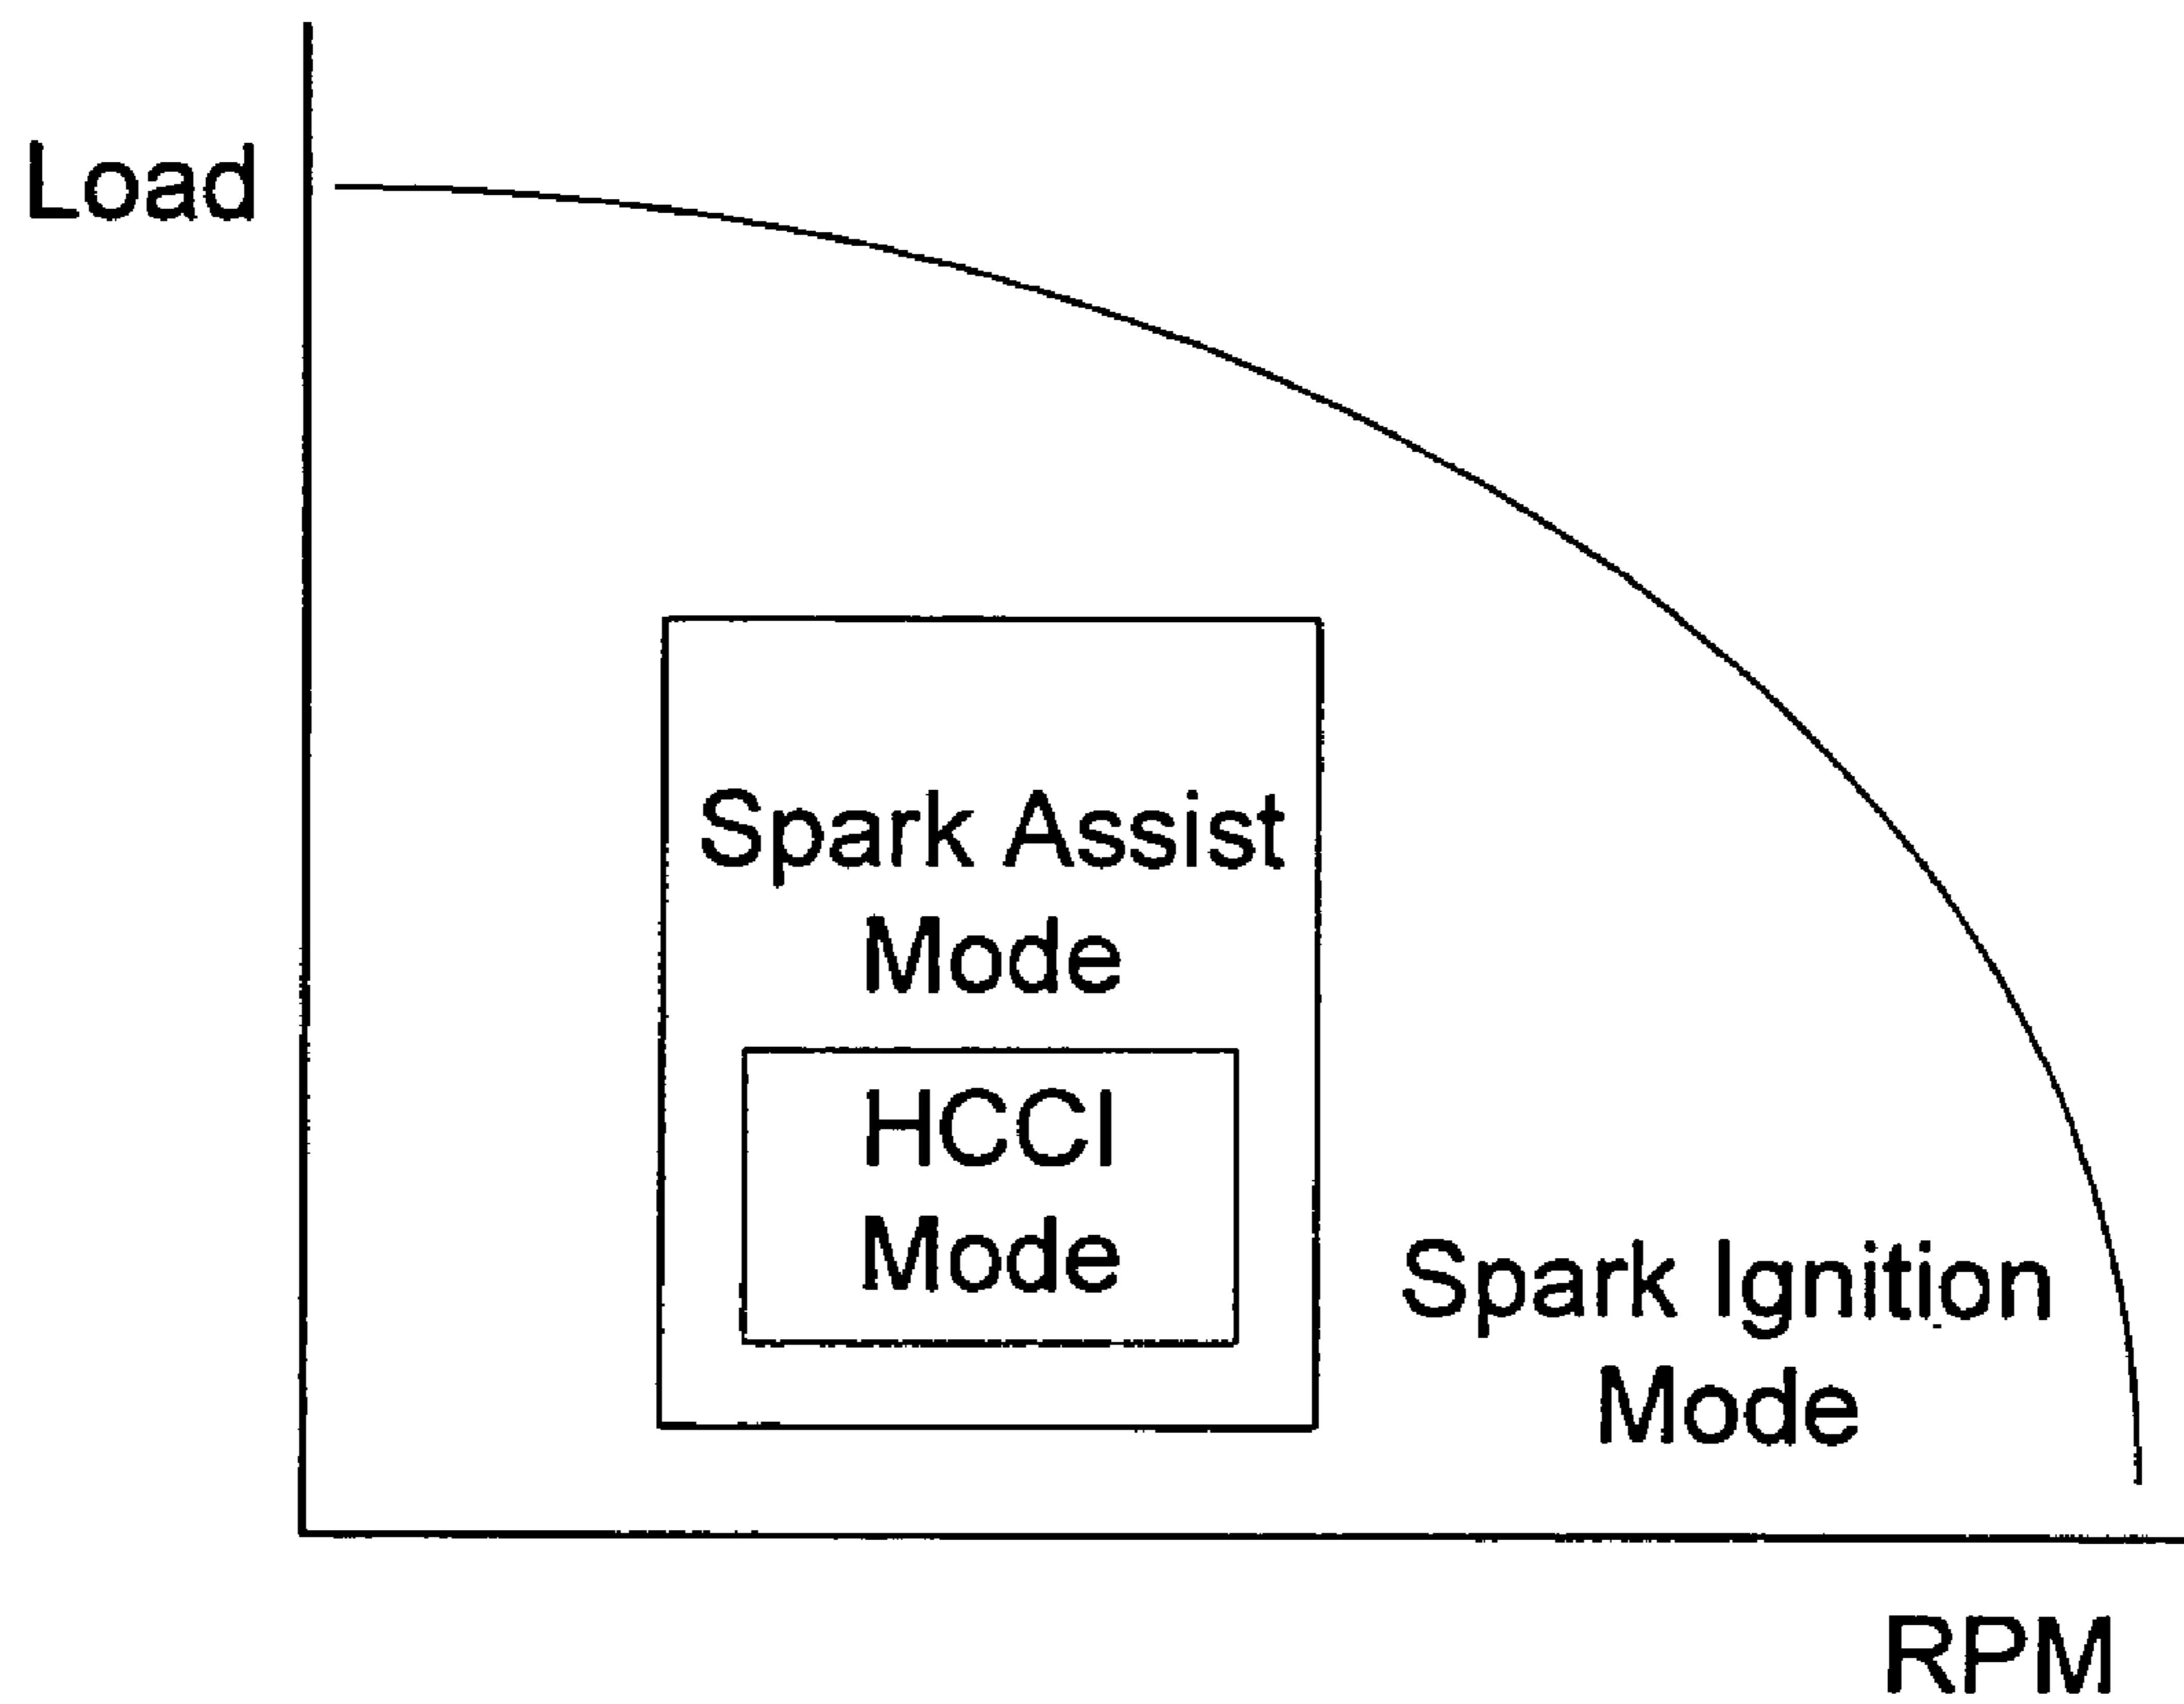 Load
Spark Assist
Mode
HCCI
Mode
Spark Ignition
Mode
RPM